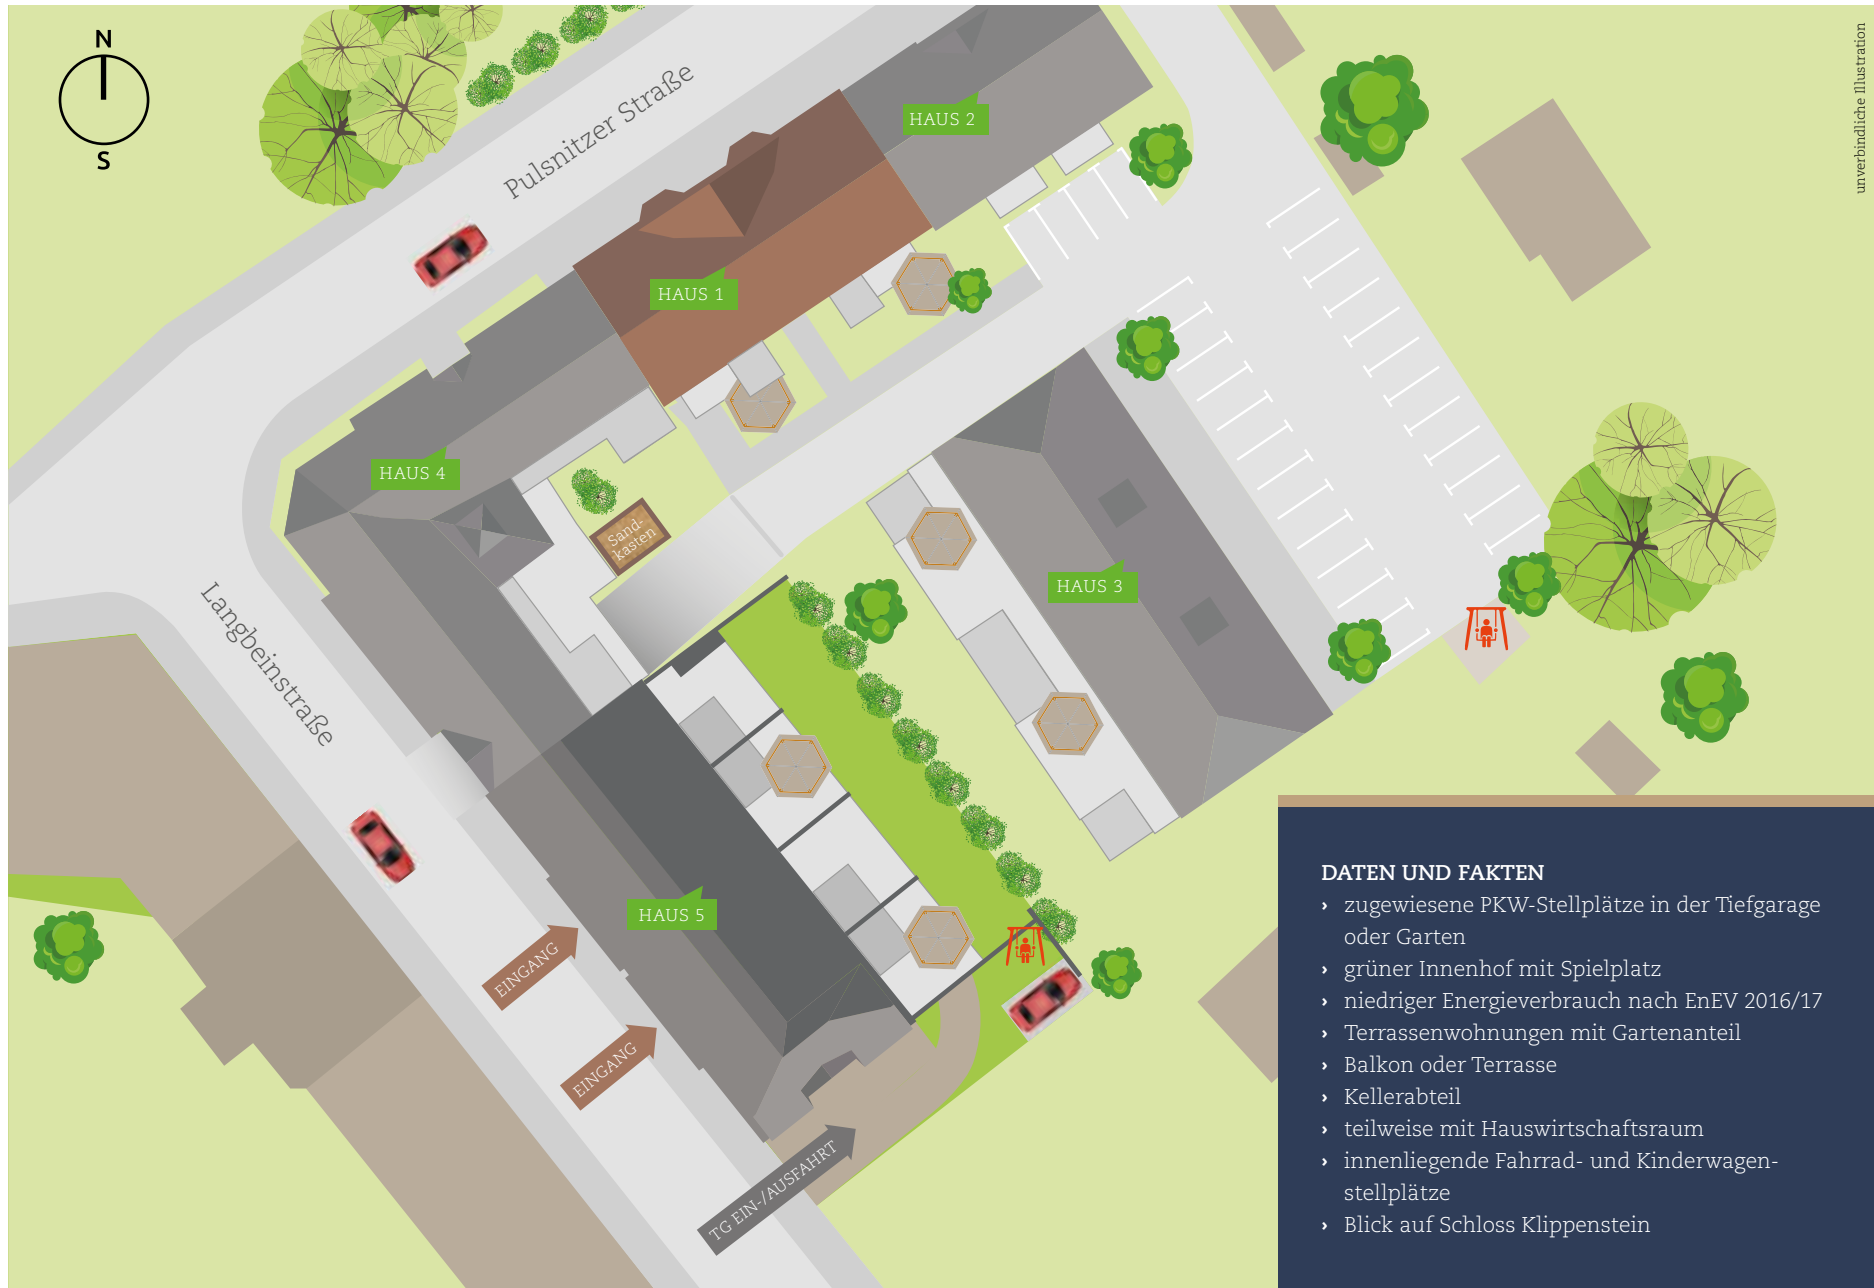 N
S
unverbindliche Illustration
Pulsnitzer Straße
HAUS 2
HAUS 1
HAUS 4
Sand-
kasten
HAUS 3
Langbeinstraße
HAUS 5
EINGANG
EINGANG
TG EIN-/AUSFAHRT
DATEN UND FAKTEN
› zugewiesene PKW-Stellplätze in der Tiefgarage
oder Garten
› grüner Innenhof mit Spielplatz
› niedriger Energieverbrauch nach EnEV 2016/17
› Terrassenwohnungen mit Gartenanteil
› Balkon oder Terrasse
› Kellerabteil
› teilweise mit Hauswirtschaftsraum
› innenliegende Fahrrad- und Kinderwagen-
stellplätze
› Blick auf Schloss Klippenstein